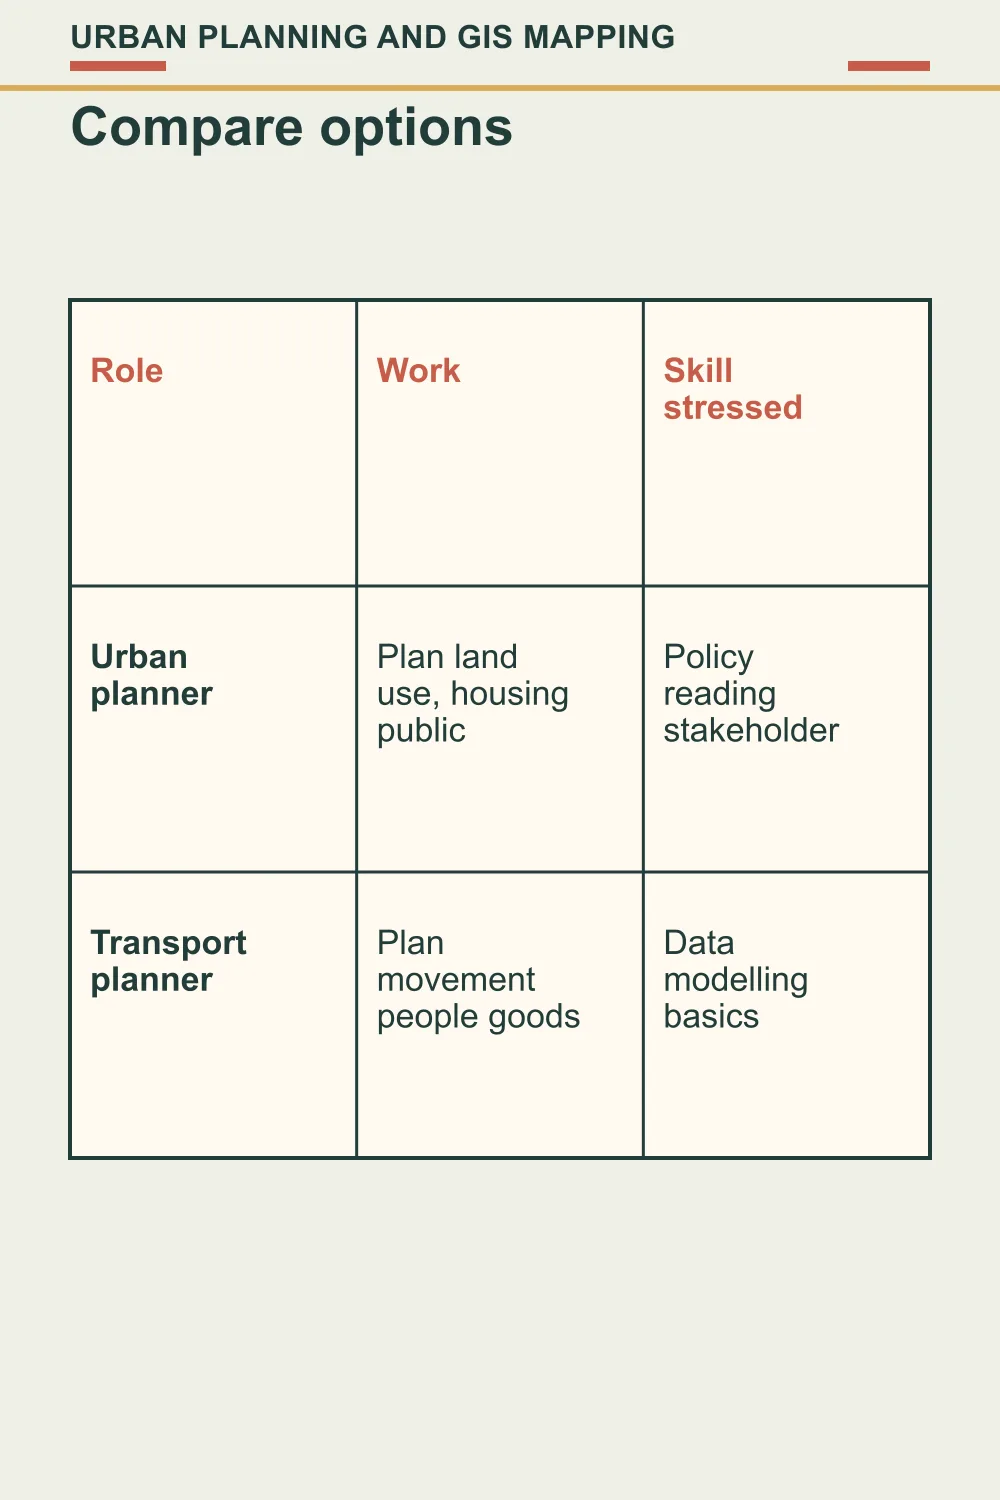 URBAN PLANNING AND GIS MAPPING
Compare options
Role
Work
Skill
stressed
Urban
planner
Plan land
use, housing
public
Policy
reading
stakeholder
Transport
planner
Plan
movement
people goods
Data
modelling
basics